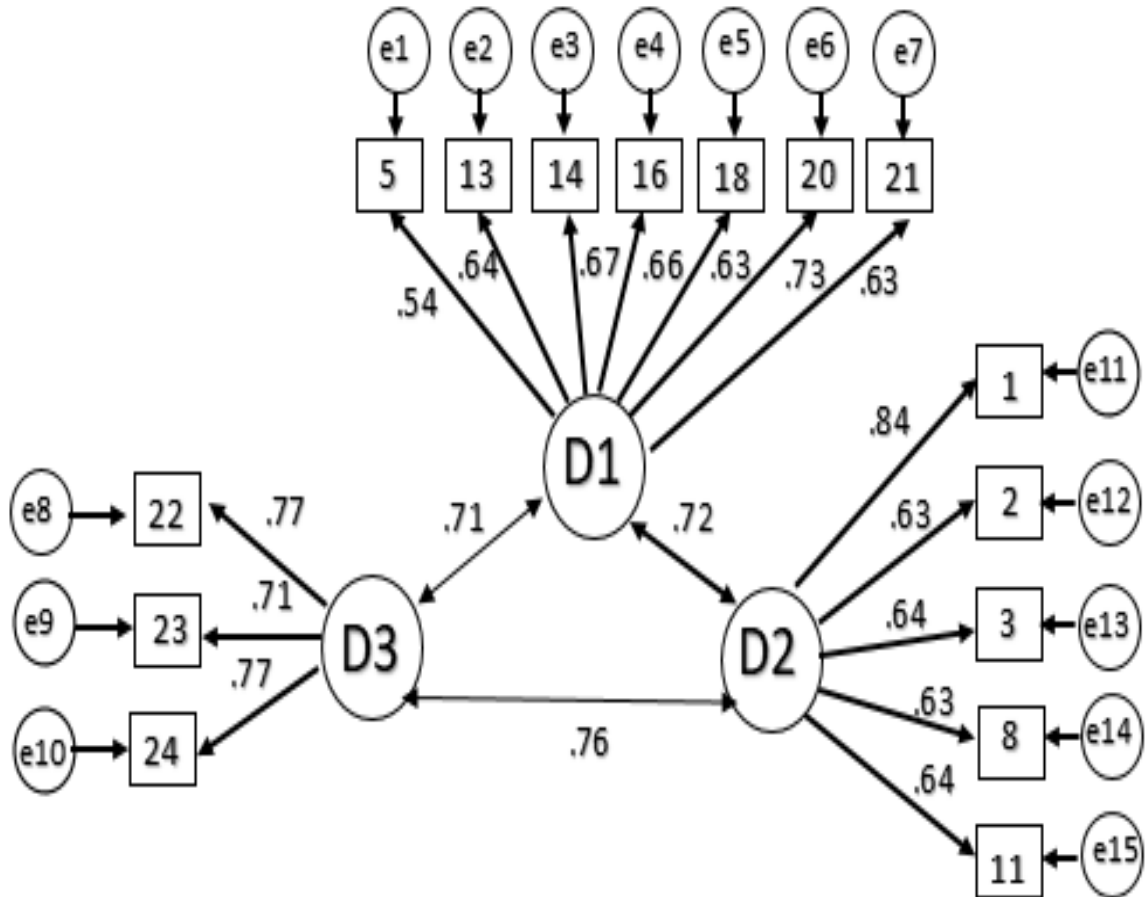 e1 e2 e3 e4 e5 e6 e7
5 13 14 16 18 20 21
.54 .64 .67 .66 .63 .73 .63
D1
.71
.72
e8 22 .77
e9 23 .71
e10 24 .77
D3
.76
D2
.84 1 e11
.63 2 e12
.64 3 e13
.63 8 e14
.64 11 e15